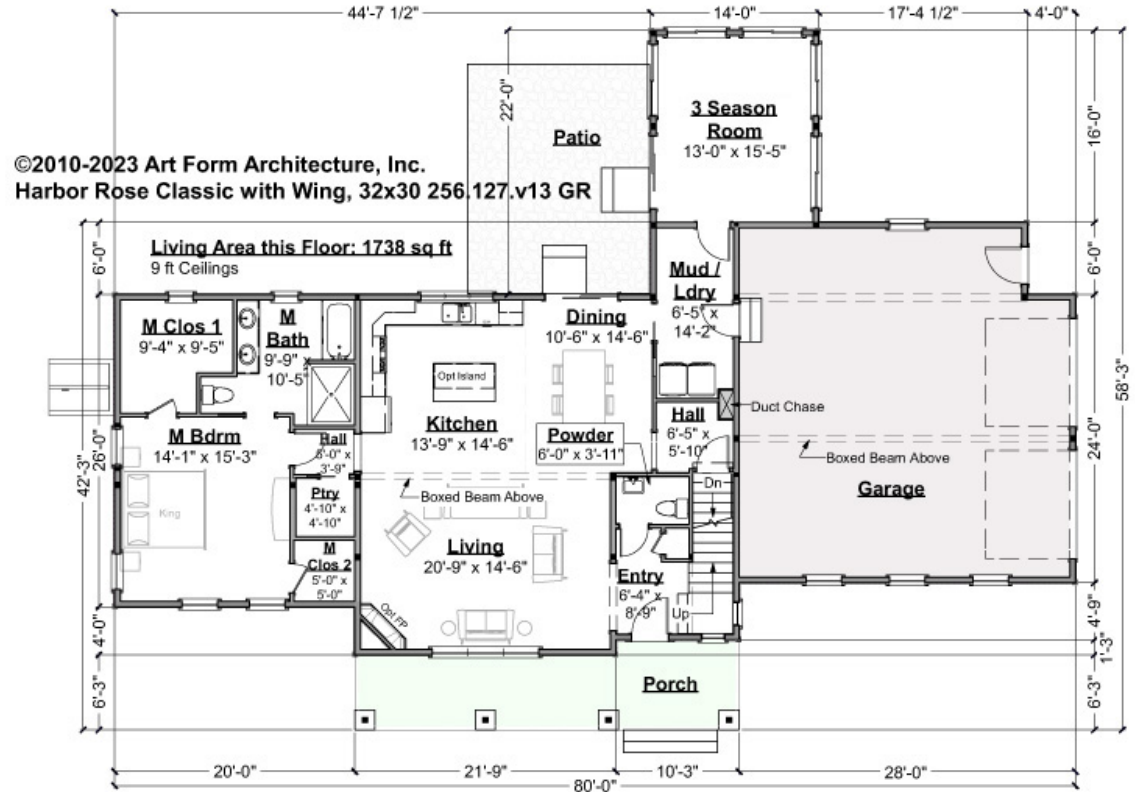 44'-7 1/2"
14'-0"
17'-4 1/2"
4'-0"
22'-0"
3 Season
Room
13'-0" x 15'-5"
16'-0"
Patio
©2010-2023 Art Form Architecture, Inc.
Harbor Rose Classic with Wing, 32x30 256.127.v13 GR
Living Area this Floor: 1738 sq ft
9 ft Ceilings
6'-0"
Mud /
Ldry
6'-5" x
14'-2"
6'-0"
M Clos 1
9'-4" x 9'-5"
M
Bath
9'-9" x
10'-5"
Dining
10'-6" x 14'-6"
Opt Island
58'-3"
Kitchen
13'-9" x 14'-6"
Hall
6'-5" x
5'-10"
Duct Chase
Powder
6'-0" x 3'-11"
M Bdrm
14'-1" x 15'-3"
Hall
5'-0" x
3'-9"
26'-0"
42'-3"
24'-0"
Boxed Beam Above
Garage
Dn
Boxed Beam Above
Ptry
4'-10" x
4'-10"
King
Living
20'-9" x 14'-6"
M
Clos 2
5'-0" x
5'-0"
Entry
6'-4" x
8'-9"
Up
Opt FP
4'-0"
4'-9"
1'-3"
6'-3"
Porch
6'-3"
20'-0"
21'-9"
10'-3"
28'-0"
80'-0"